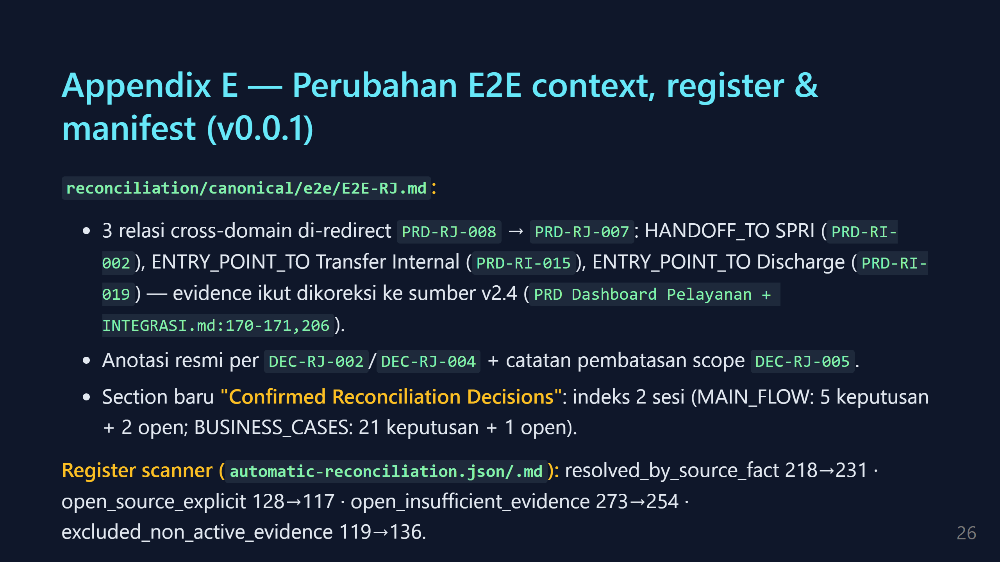 Appendix E — Perubahan E2E context, register &
manifest (v0.0.1)
reconciliation/canonical/e2e/E2E-RJ.md:
• 3 relasi cross-domain di-redirect PRD-RJ-008 → PRD-RJ-007: HANDOFF_TO SPRI (PRD-RI-
002), ENTRY_POINT_TO Transfer Internal (PRD-RI-015), ENTRY_POINT_TO Discharge (PRD-RI-
019) — evidence ikut dikoreksi ke sumber v2.4 (PRD Dashboard Pelayanan +
INTEGRASI.md:170-171,206).
• Anotasi resmi per DEC-RJ-002/DEC-RJ-004 + catatan pembatasan scope DEC-RJ-005.
• Section baru "Confirmed Reconciliation Decisions": indeks 2 sesi (MAIN_FLOW: 5 keputusan
+ 2 open; BUSINESS_CASES: 21 keputusan + 1 open).
Register scanner (automatic-reconciliation.json/.md): resolved_by_source_fact 218→231 ·
open_source_explicit 128→117 · open_insufficient_evidence 273→254 ·
excluded_non_active_evidence 119→136.
26